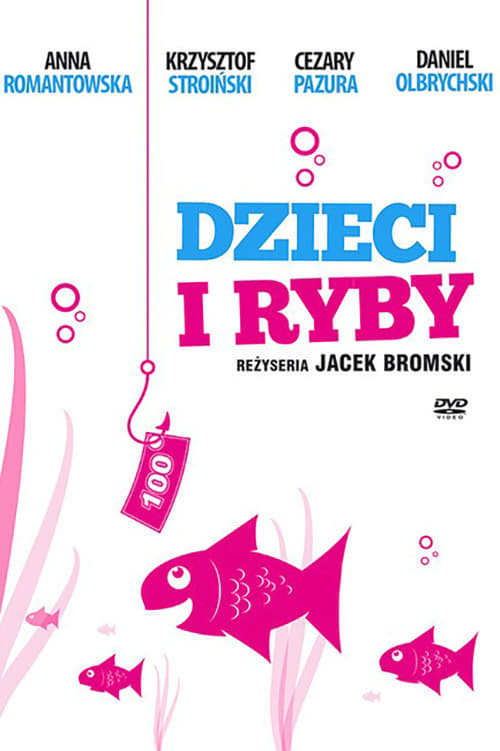 ANNA
ROMANTOWSKA
KRZYSZTOF
STROIŃSKI
CEZARY
PAZURA
DANIEL
OLBRYCHSKI
DZIECI
I RYBY
REŻYSERIA JACEK BROMSKI
DVD
VIDEO
100